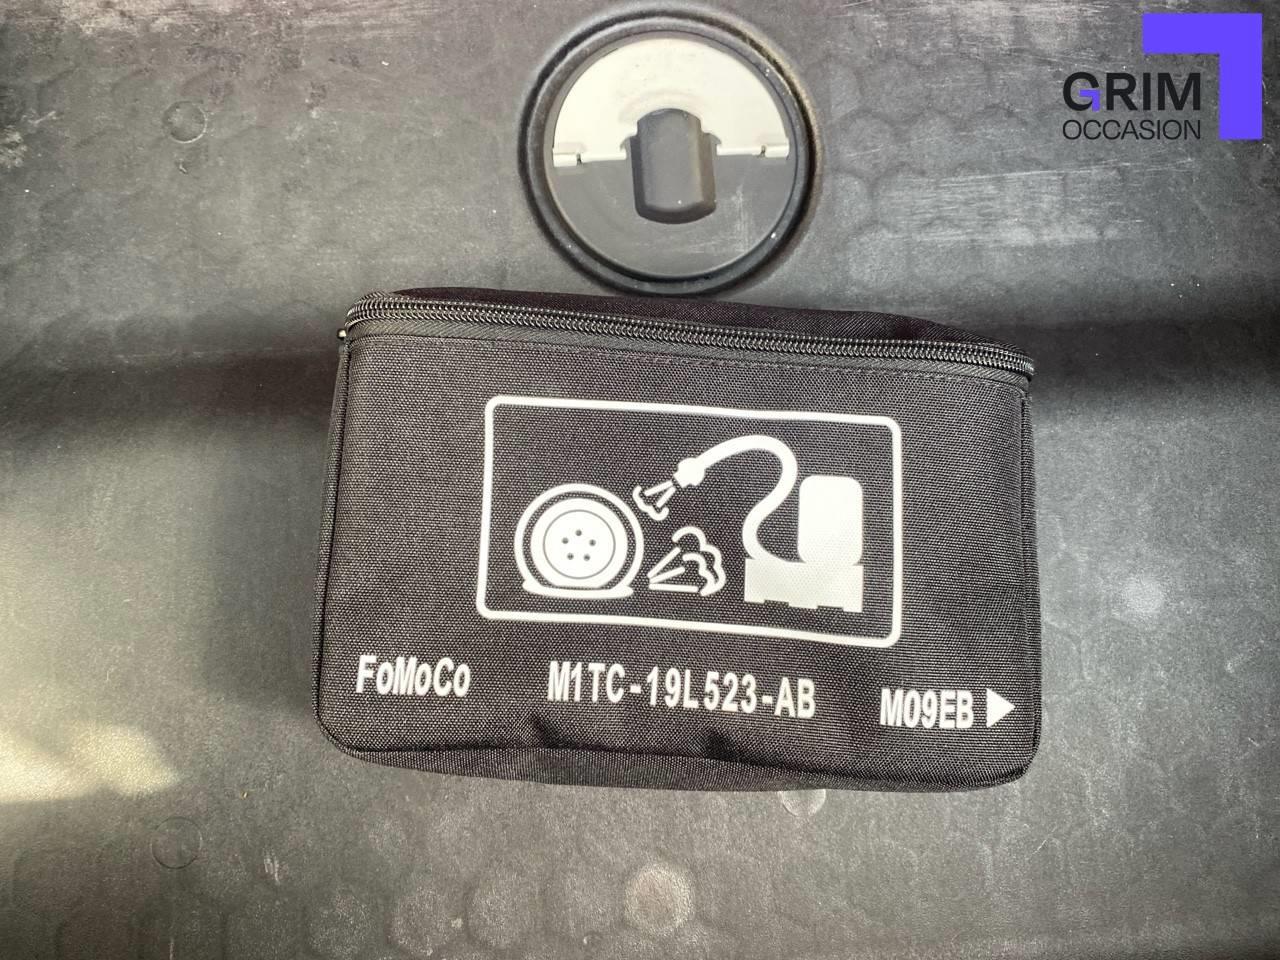 GRIM
OCCASION
FoMoCo M1TC-19L523-AB M09EB